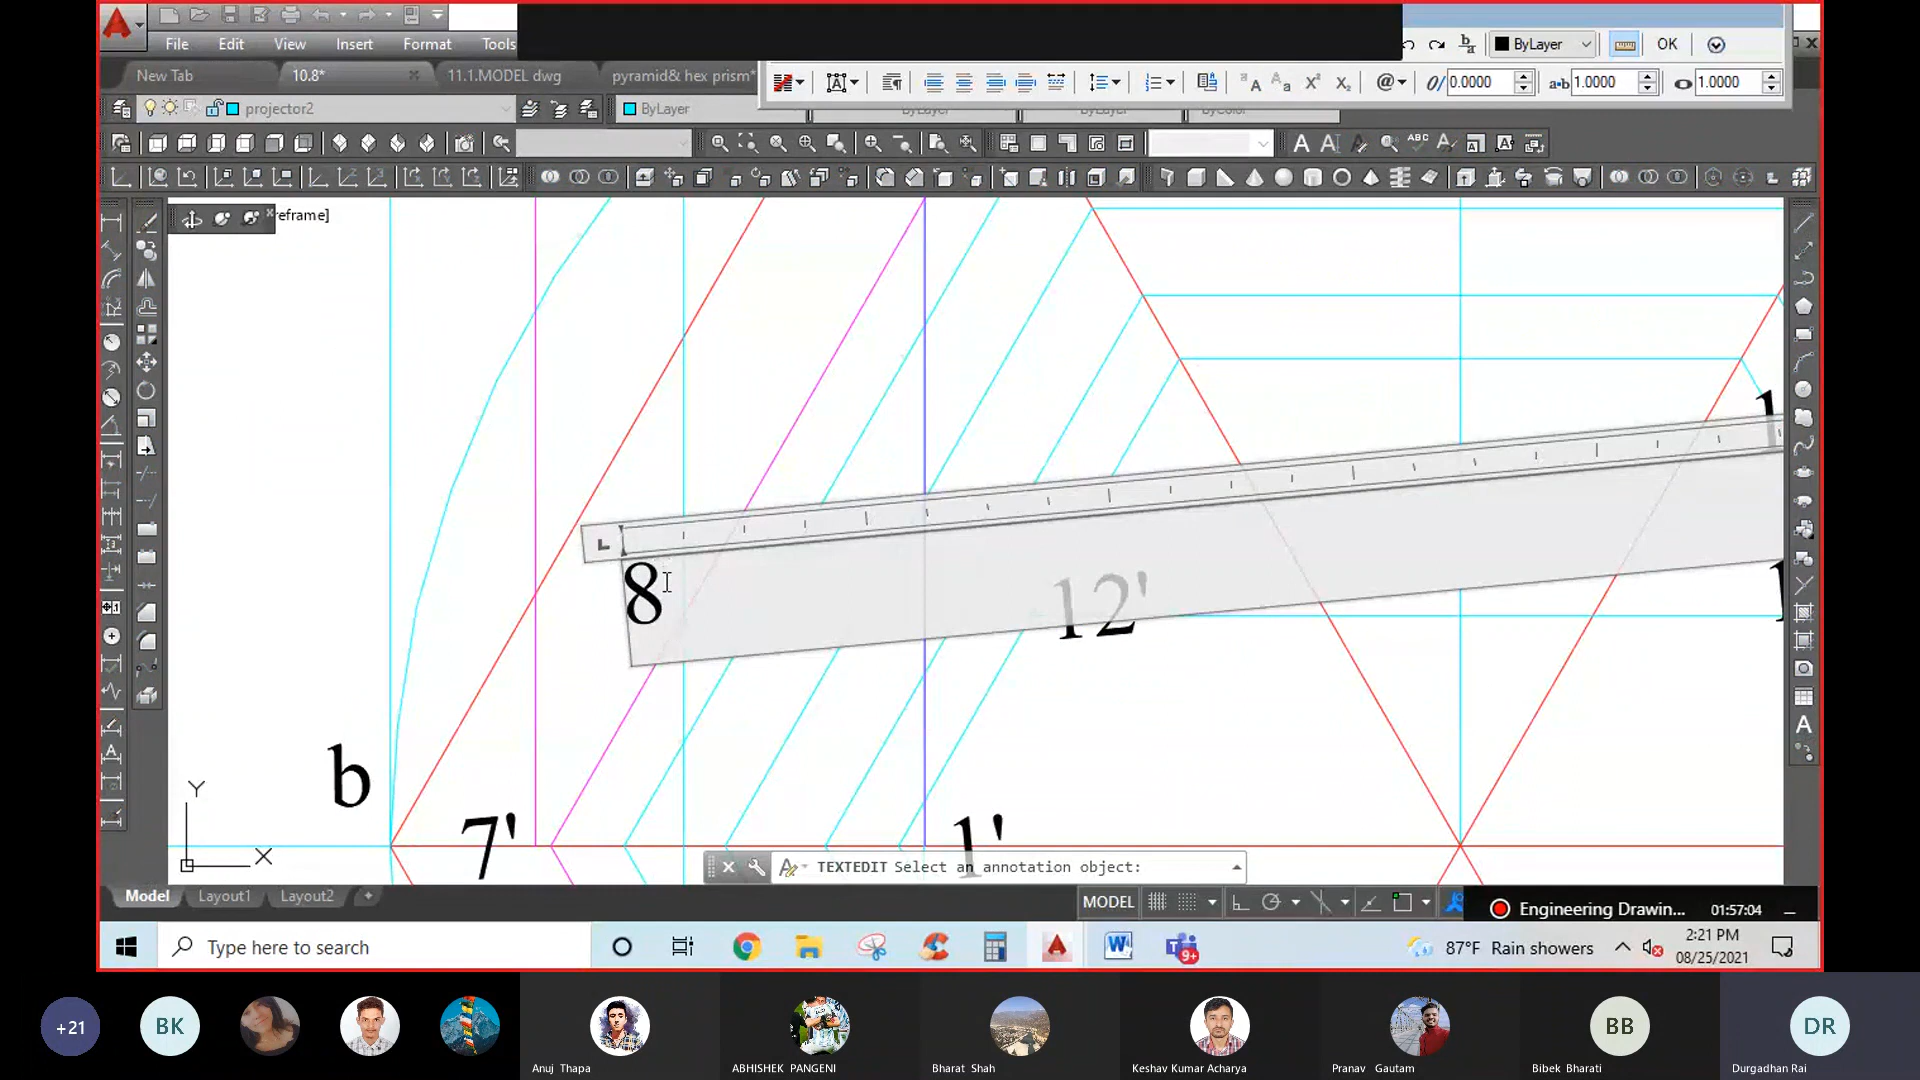 File Edit View Insert Format Tools
ByLayer OK
New Tab 10.8* 11.1.MODEL dwg pyramid& hex prism*
@ 0/ 0.0000 a•b 1.0000 1.0000
projector2 ByLayer
ABC
eframe]
8
12'
b
7' 1'
Y
X
TEXTEDIT Select an annotation object:
Model Layout1 Layout2 +
MODEL
Engineering Drawin... 01:57:04
Type here to search
9+
87°F Rain showers
2:21 PM
08/25/2021
+21 BK BB DR
Anuj Thapa ABHISHEK PANGENI Bharat Shah Keshav Kumar Acharya Pranav Gautam Bibek Bharati Durgadhan Rai